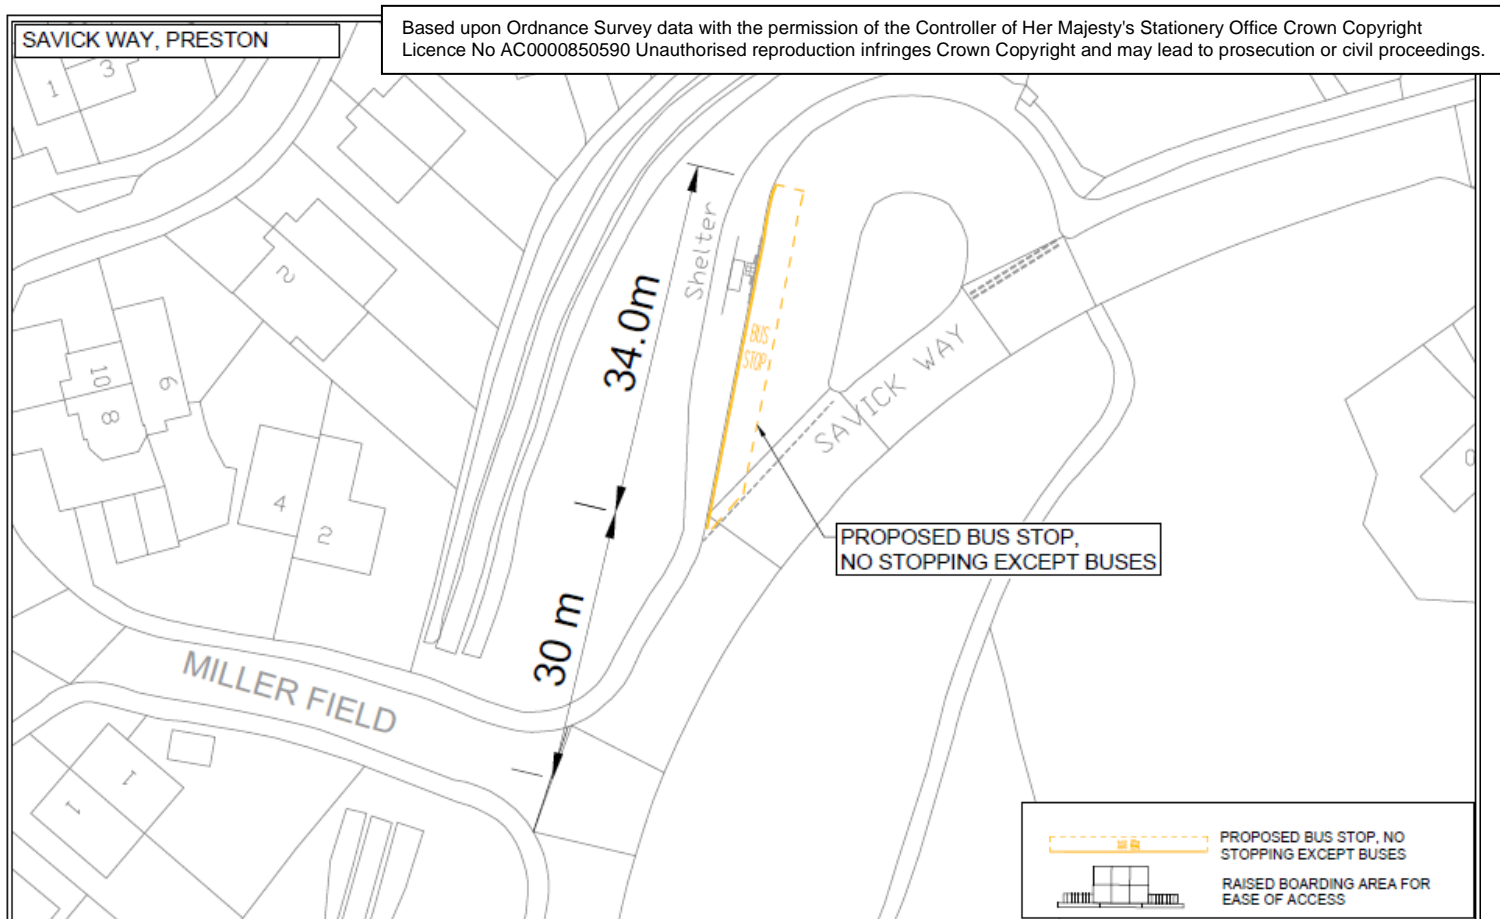 SAVICK WAY, PRESTON
Based upon Ordnance Survey data with the permission of the Controller of Her Majesty's Stationery Office Crown Copyright
Licence No AC0000850590 Unauthorised reproduction infringes Crown Copyright and may lead to prosecution or civil proceedings.
1
3
2
Shelter
34.0m
BUS
STOP
10
8
6
SAVICK WAY
4
2
PROPOSED BUS STOP,
NO STOPPING EXCEPT BUSES
30 m
MILLER FIELD
1
1
PROPOSED BUS STOP, NO
STOPPING EXCEPT BUSES
RAISED BOARDING AREA FOR
EASE OF ACCESS